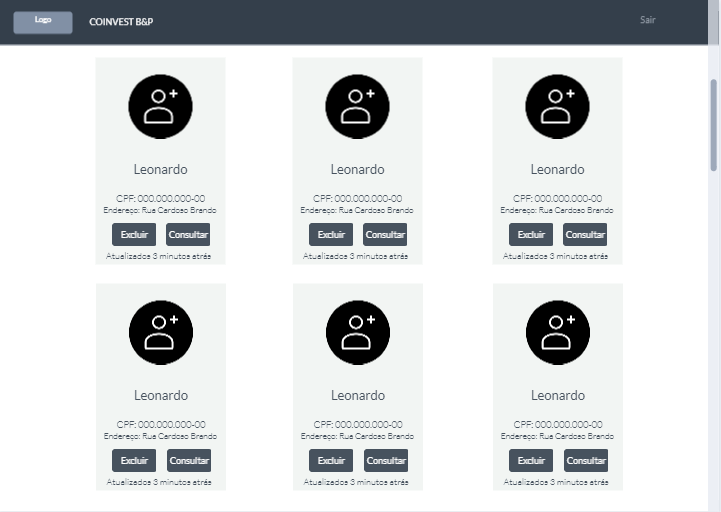 Logo
COINVEST B&P
Sair
Leonardo
Leonardo
Leonardo
CPF: 000.000.000-00
CPF: 000.000.000-00
CPF: 000.000.000-00
Endereço: Rua Cardoso Brando
Endereço: Rua Cardoso Brando
Endereço: Rua Cardoso Brando
Excluir Consultar
Excluir Consultar
Excluir Consultar
Atualizados 3 minutos atrás
Atualizados 3 minutos atrás
Atualizados 3 minutos atrás
Leonardo
Leonardo
Leonardo
CPF: 000.000.000-00
CPF: 000.000.000-00
CPF: 000.000.000-00
Endereço: Rua Cardoso Brando
Endereço: Rua Cardoso Brando
Endereço: Rua Cardoso Brando
Excluir Consultar
Excluir Consultar
Excluir Consultar
Atualizados 3 minutos atrás
Atualizados 3 minutos atrás
Atualizados 3 minutos atrás